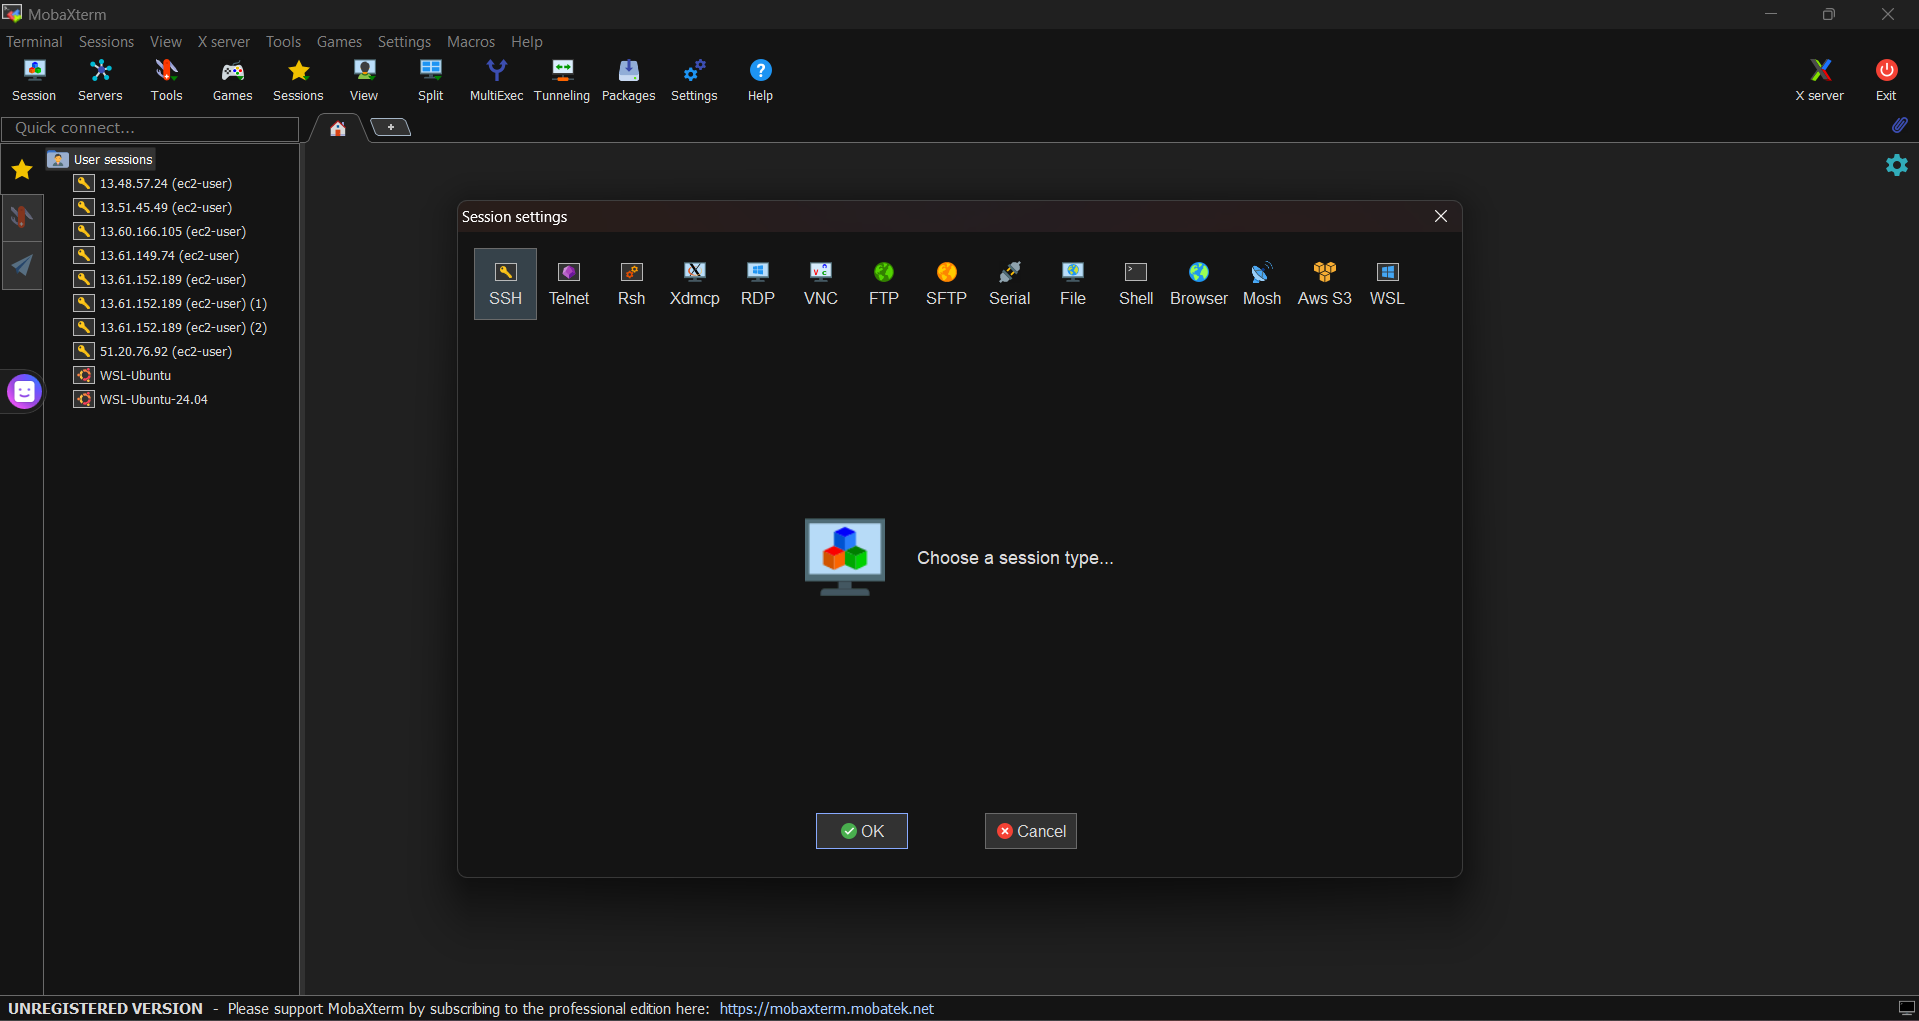 MobaXterm
Terminal Sessions View X server Tools Games Settings Macros Help
Session Servers Tools Games Sessions View Split MultiExec Tunneling Packages Settings Help X server Exit
Quick connect...
User sessions
13.48.57.24 (ec2-user)
13.51.45.49 (ec2-user)
13.60.166.105 (ec2-user)
13.61.149.74 (ec2-user)
13.61.152.189 (ec2-user)
13.61.152.189 (ec2-user) (1)
13.61.152.189 (ec2-user) (2)
51.20.76.92 (ec2-user)
WSL-Ubuntu
WSL-Ubuntu-24.04
Session settings
SSH Telnet Rsh Xdmcp RDP VNC FTP SFTP Serial File Shell Browser Mosh Aws S3 WSL
Choose a session type...
OK Cancel
UNREGISTERED VERSION - Please support MobaXterm by subscribing to the professional edition here: https://mobaxterm.mobatek.net